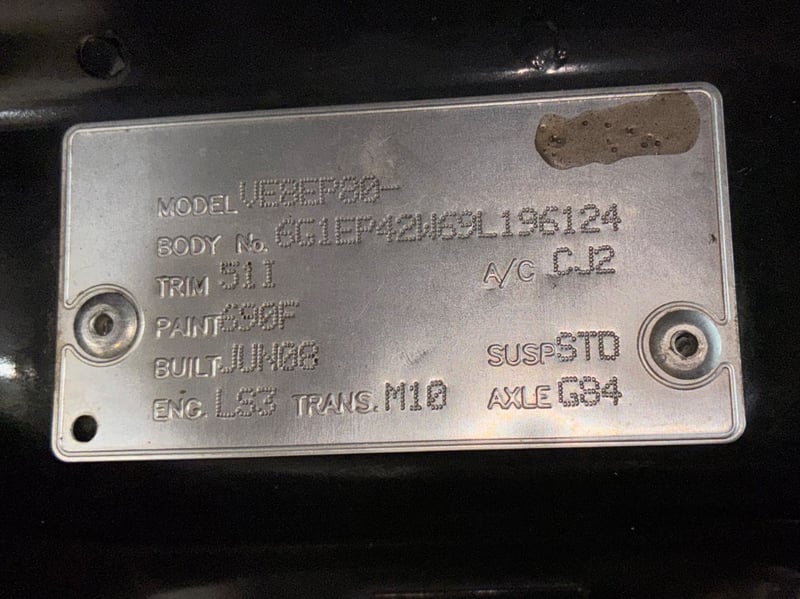 MODEL VE8EP80-
BODY No. 6G1EP42W69L196124
TRIM 51I A/C CJ2
PAINT 690F
BUILT JUN08 SUSP STD
ENG. LS3 TRANS. M10 AXLE G84